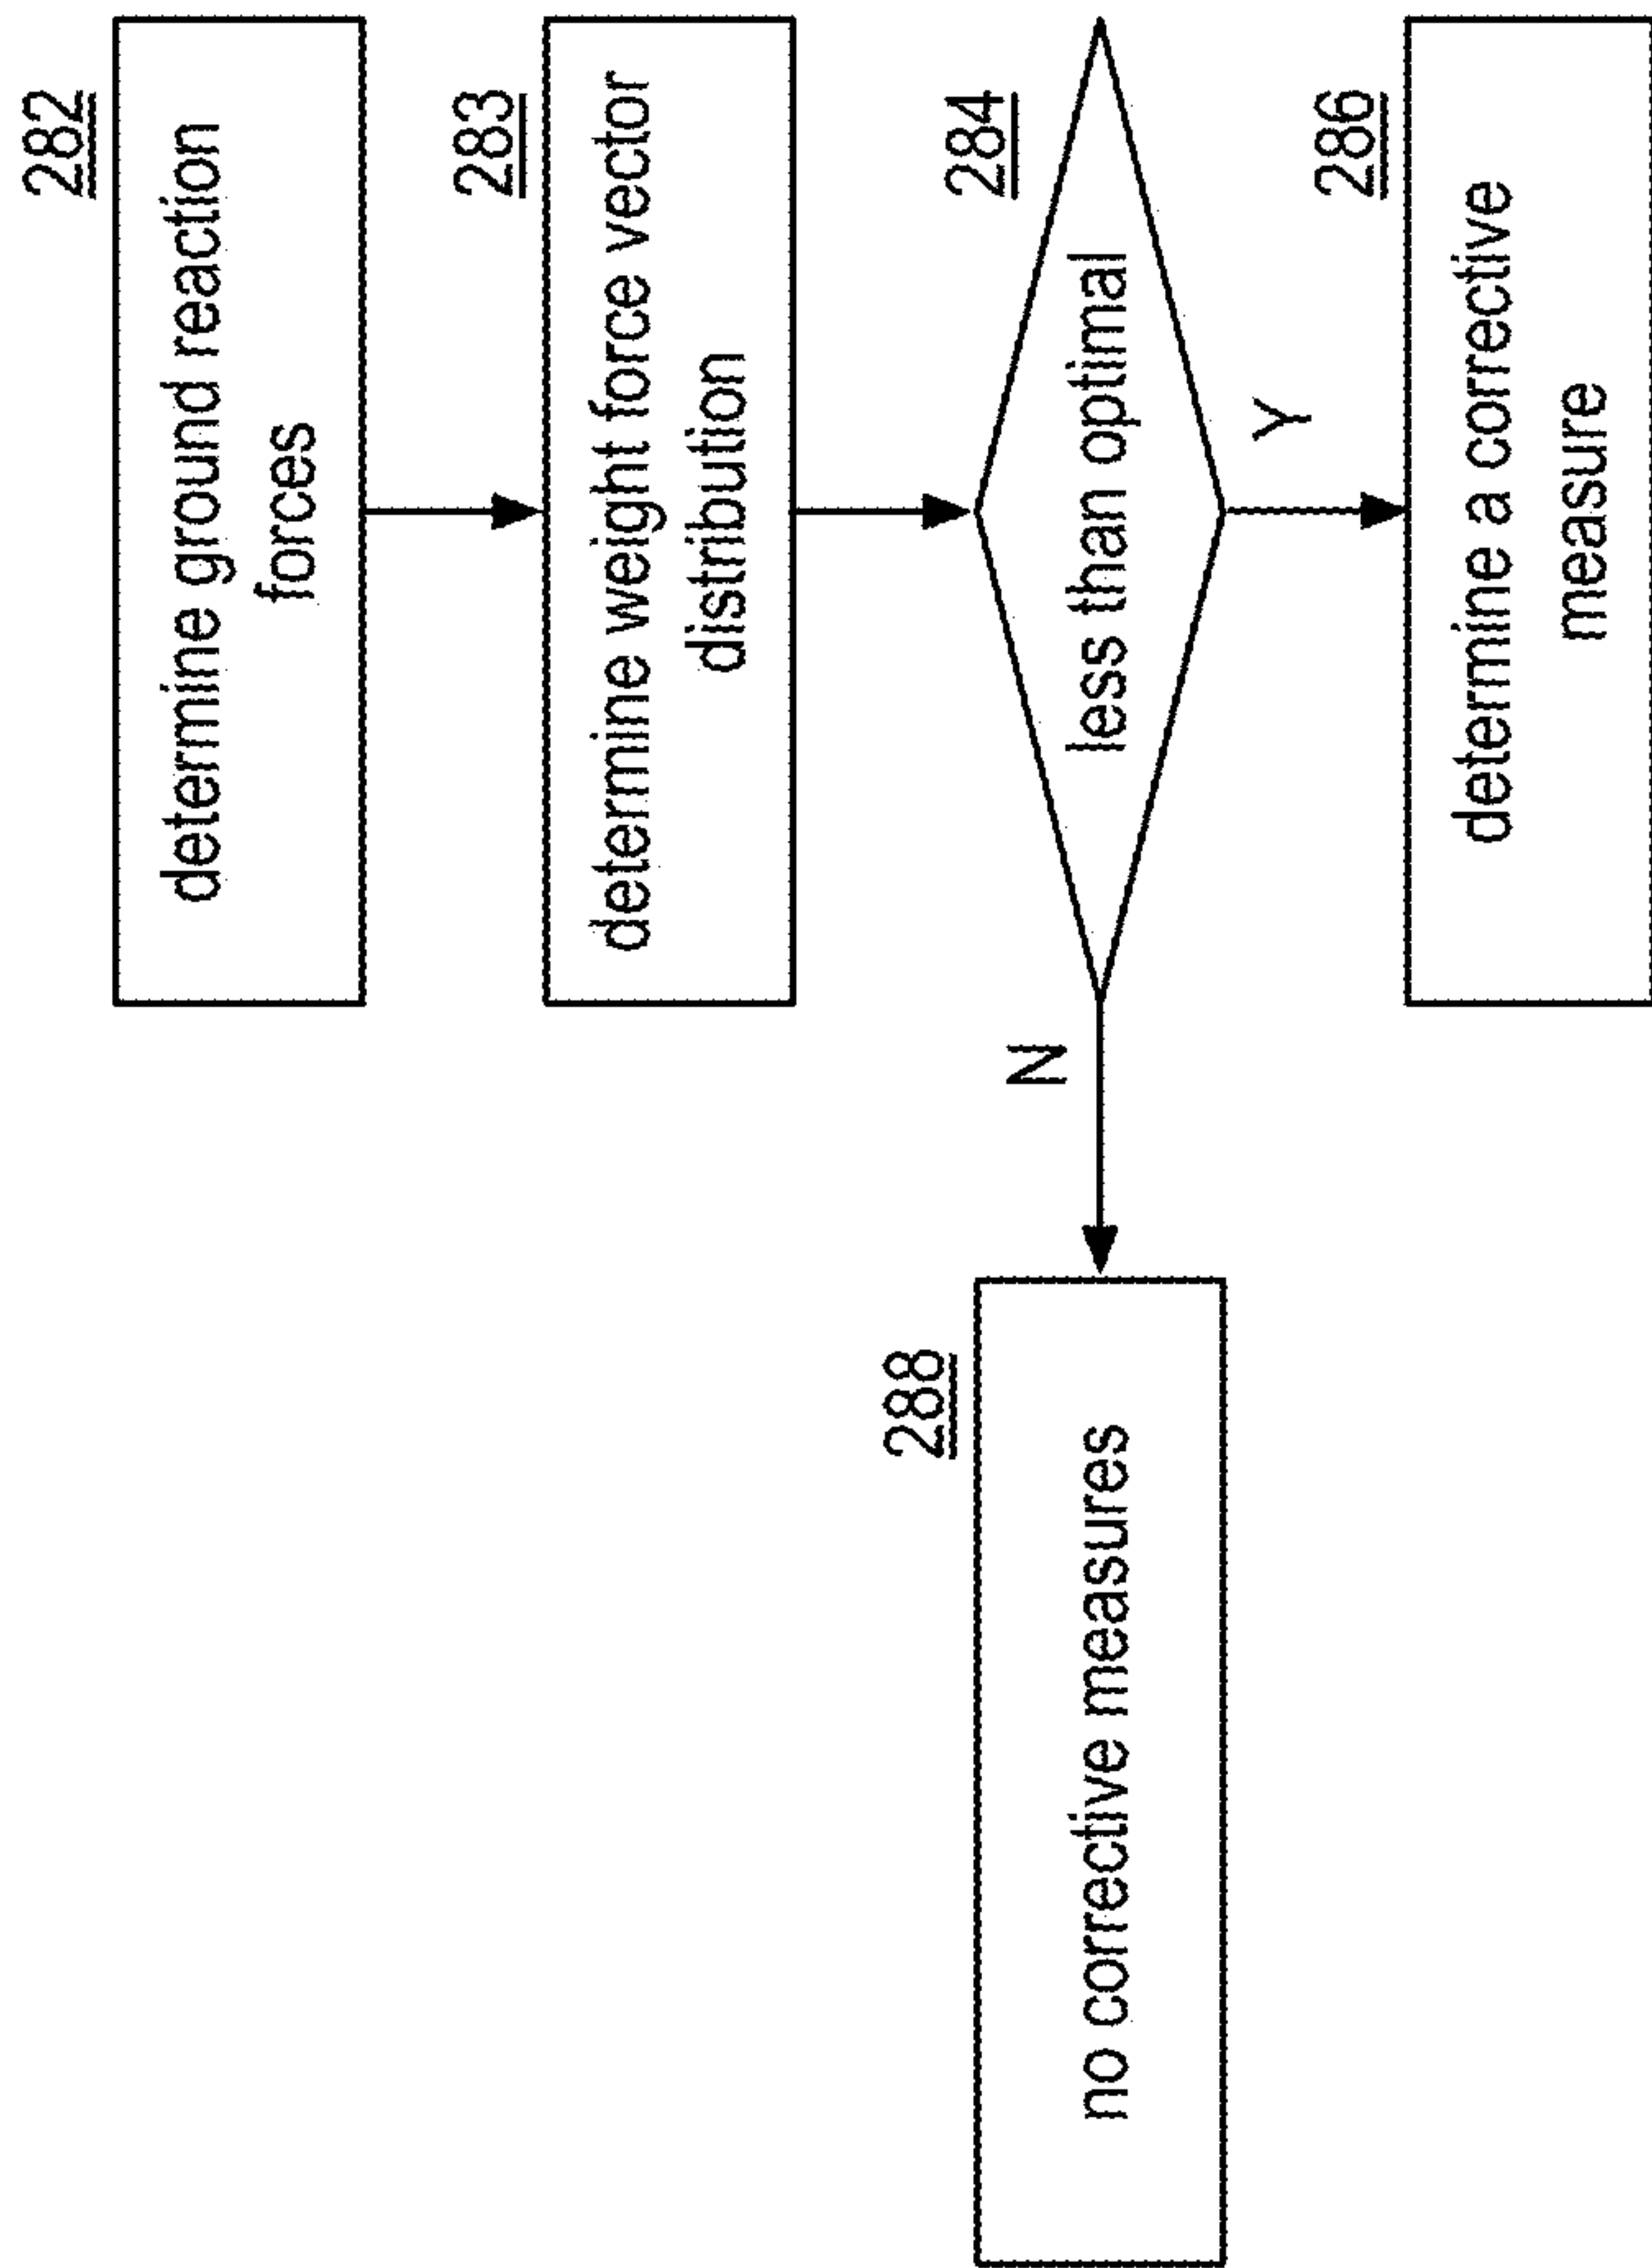 282
determine ground reaction
forces
283
determine weight force vector
distribution
284
less than optimal
N
Y
288
no corrective measures
286
determine a corrective
measure